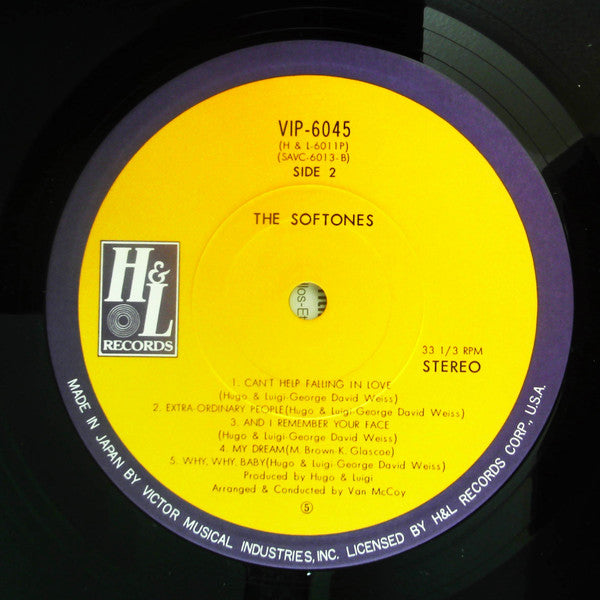 VIP-6045
(H & L-6011P)
(SAVC-6013-B)
SIDE 2
THE SOFTONES
H&L
RECORDS
33 1/3 RPM
STEREO
1. CAN'T HELP FALLING IN LOVE
(Hugo & Luigi-George David Weiss)
2. EXTRA-ORDINARY PEOPLE(Hugo & Luigi-George David Weiss)
3. AND I REMEMBER YOUR FACE
(Hugo & Luigi-George David Weiss)
4. MY DREAM(M. Brown-K. Glascoe)
5. WHY, WHY, BABY(Hugo & Luigi-George David Weiss)
Produced by Hugo & Luigi
Arranged & Conducted by Van McCoy
⑤
MADE IN JAPAN BY VICTOR MUSICAL INDUSTRIES, INC. LICENSED BY H&L RECORDS CORP., U.S.A.